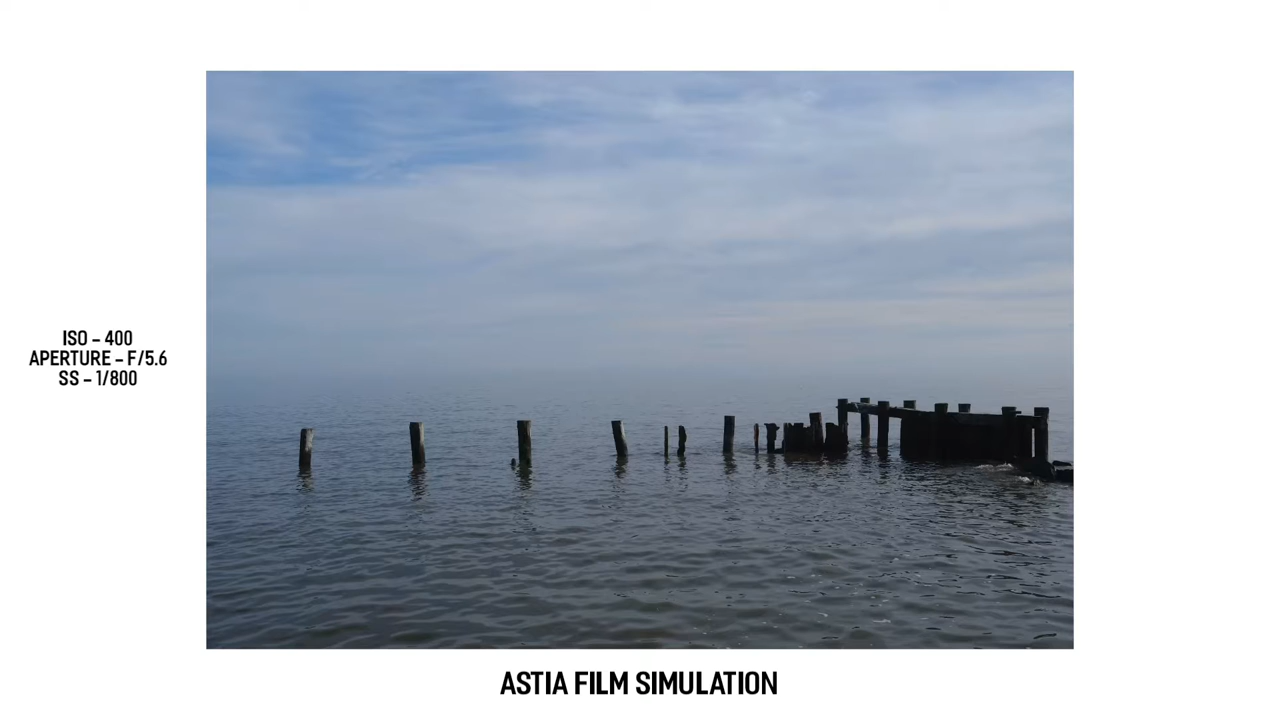 ISO – 400
APERTURE – F/5.6
SS – 1/800
ASTIA FILM SIMULATION